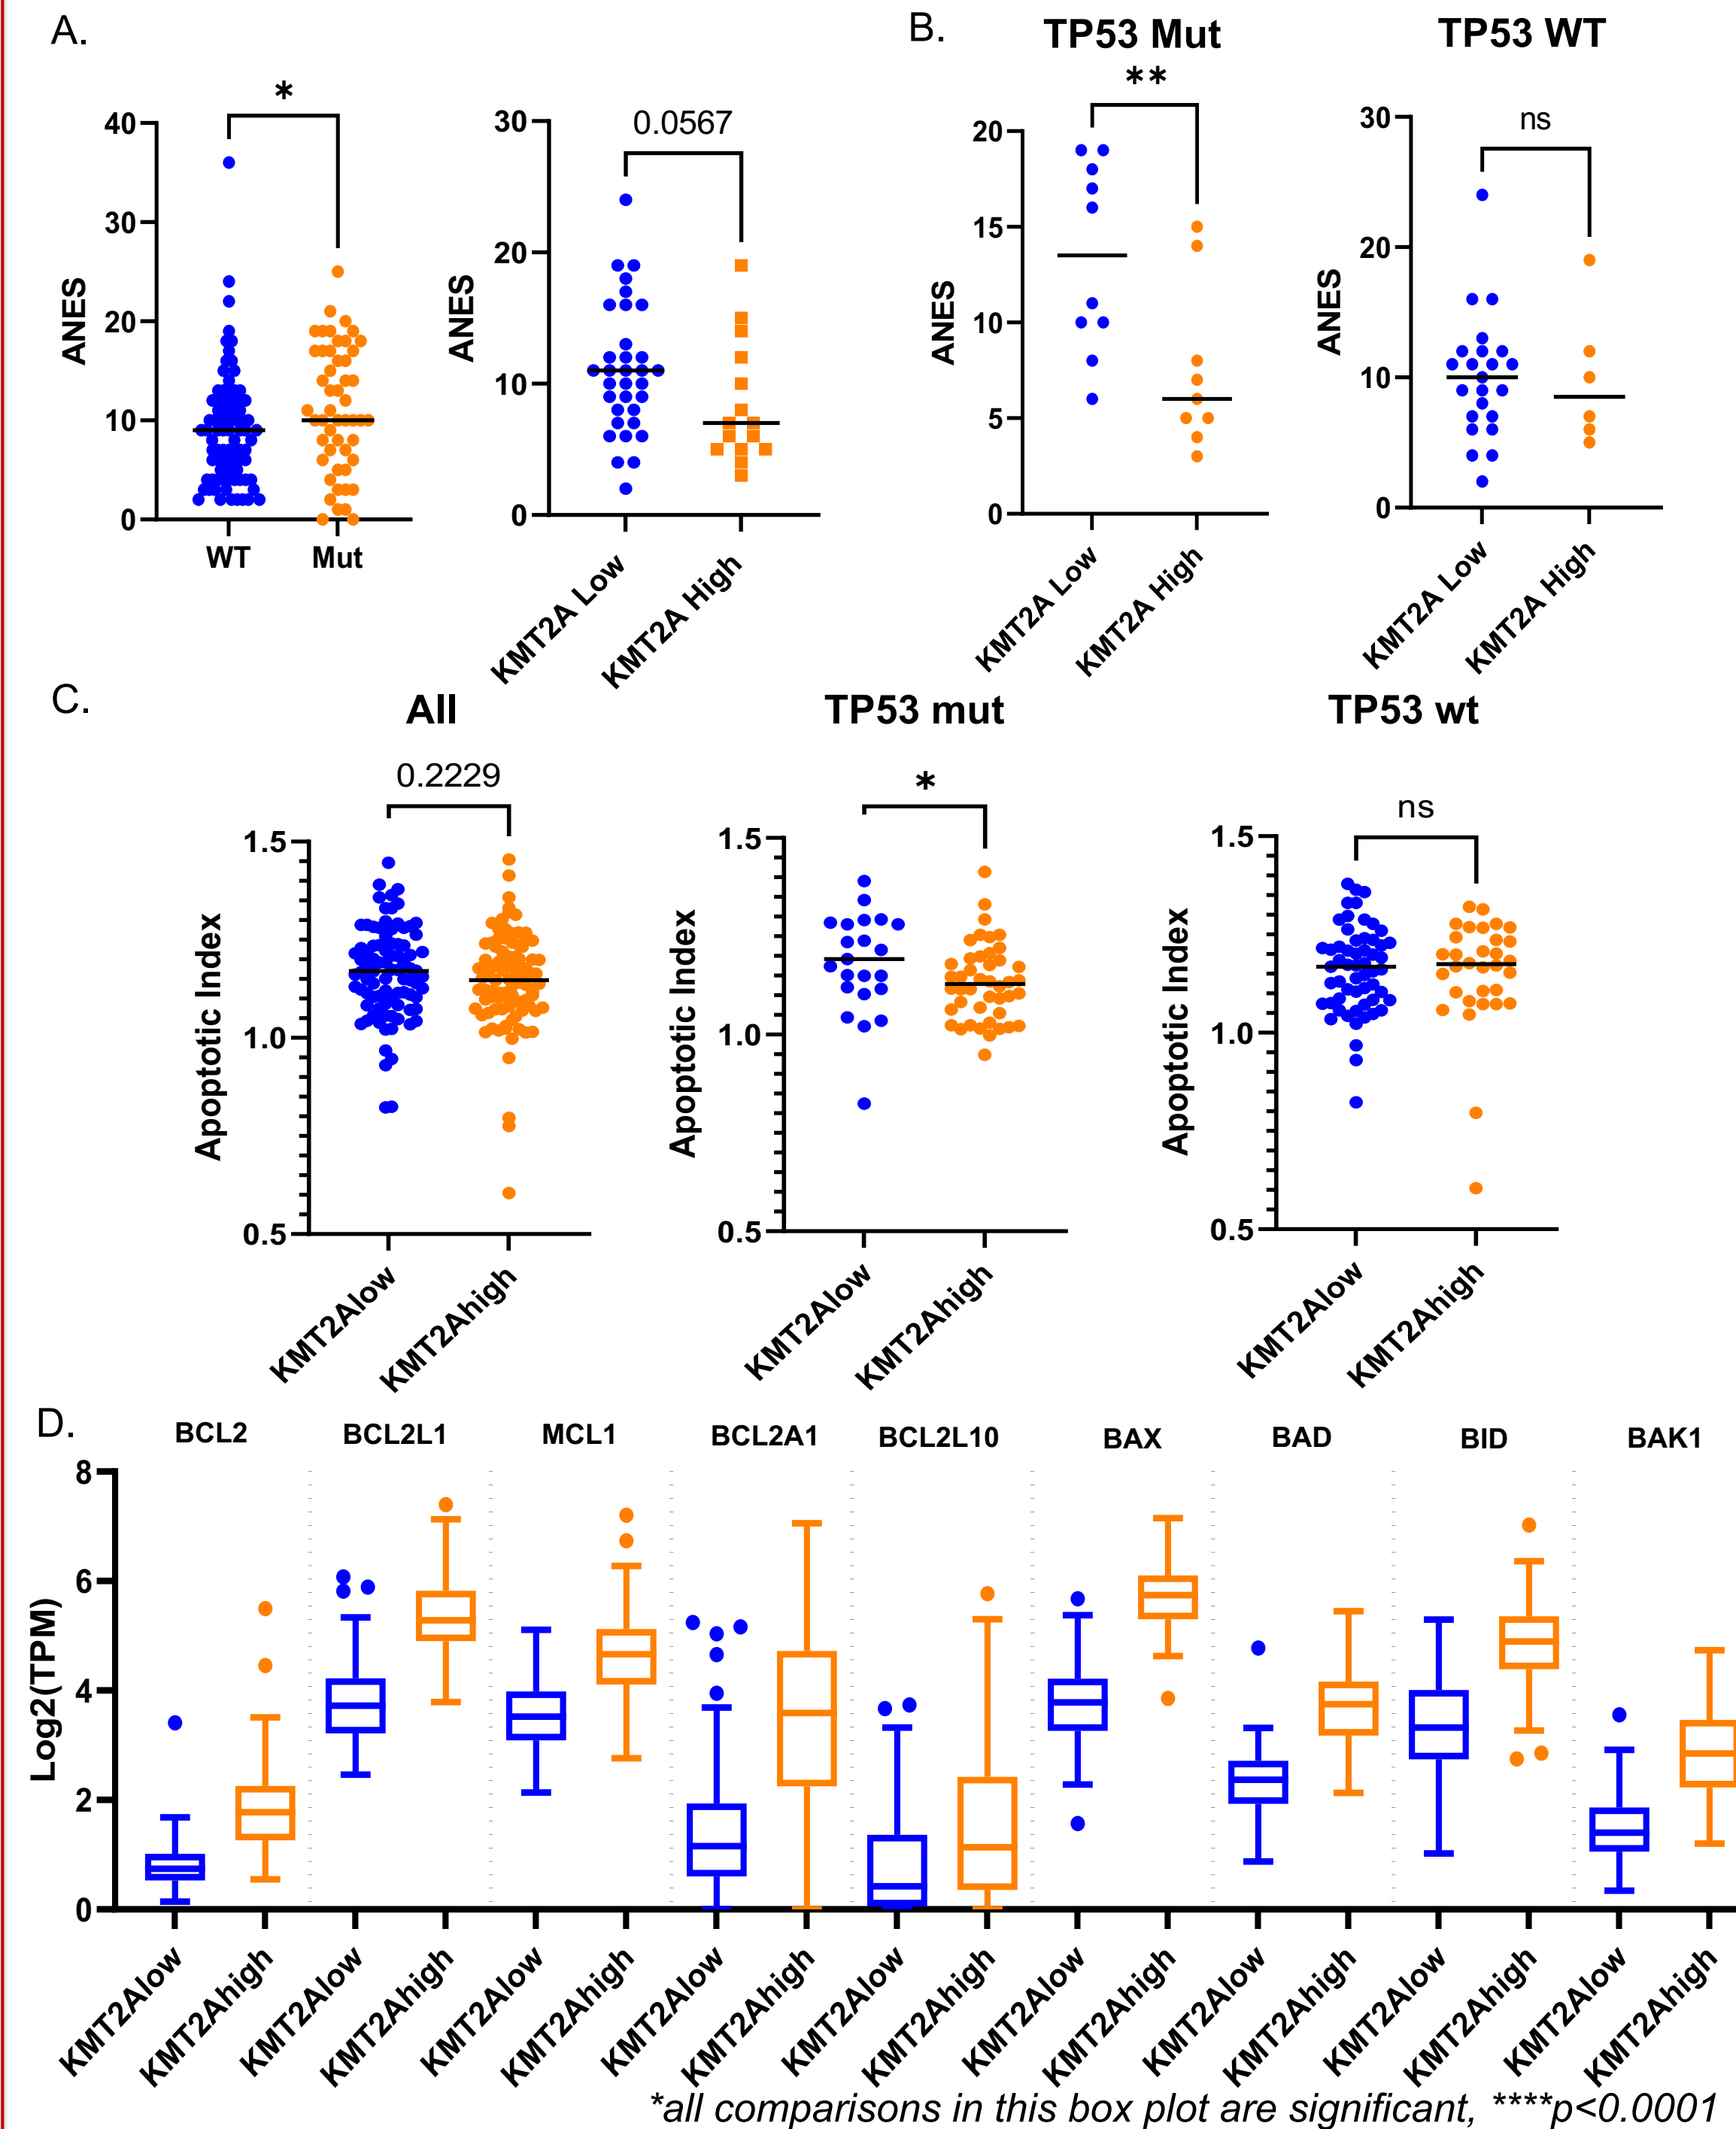 A.
B.
TP53 Mut
TP53 WT
*
0.0567
**
ns
40
30
20
10
0
ANES
WT
Mut
30
20
10
0
ANES
KMT2A Low
KMT2A High
20
15
10
5
0
ANES
KMT2A Low
KMT2A High
30
20
10
0
ANES
KMT2A Low
KMT2A High
C.
All
TP53 mut
TP53 wt
0.2229
*
ns
1.5
1.0
0.5
Apoptotic Index
KMT2Alow
KMT2Ahigh
1.5
1.0
0.5
Apoptotic Index
KMT2Alow
KMT2Ahigh
1.5
1.0
0.5
Apoptotic Index
KMT2Alow
KMT2Ahigh
D.
BCL2 BCL2L1 MCL1 BCL2A1 BCL2L10 BAX BAD BID BAK1
8
6
4
2
0
Log2(TPM)
KMT2Alow KMT2Ahigh KMT2Alow KMT2Ahigh KMT2Alow KMT2Ahigh KMT2Alow KMT2Ahigh KMT2Alow KMT2Ahigh KMT2Alow KMT2Ahigh KMT2Alow KMT2Ahigh KMT2Alow KMT2Ahigh KMT2Alow KMT2Ahigh
*all comparisons in this box plot are significant, ****p<0.0001